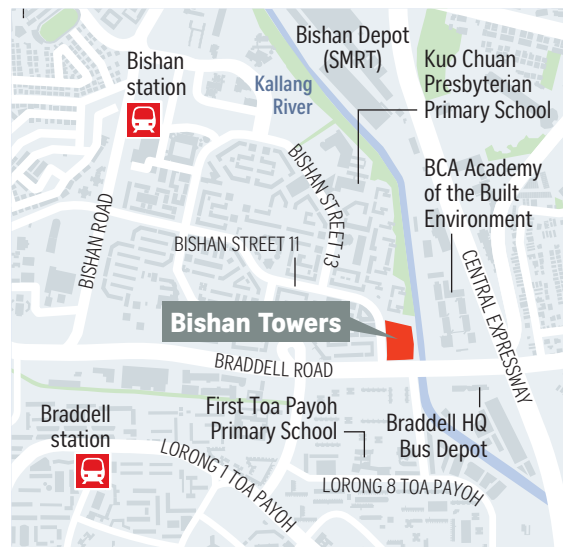 Bishan Depot
(SMRT)
Kuo Chuan
Presbyterian
Primary School
Bishan
station
Kallang
River
BCA Academy
of the Built
Environment
BISHAN STREET 13
BISHAN ROAD
BISHAN STREET 11
CENTRAL EXPRESSWAY
Bishan Towers
BRADDELL ROAD
First Toa Payoh
Primary School
Braddell HQ
Bus Depot
Braddell
station
LORONG 1 TOA PAYOH
LORONG 8 TOA PAYOH